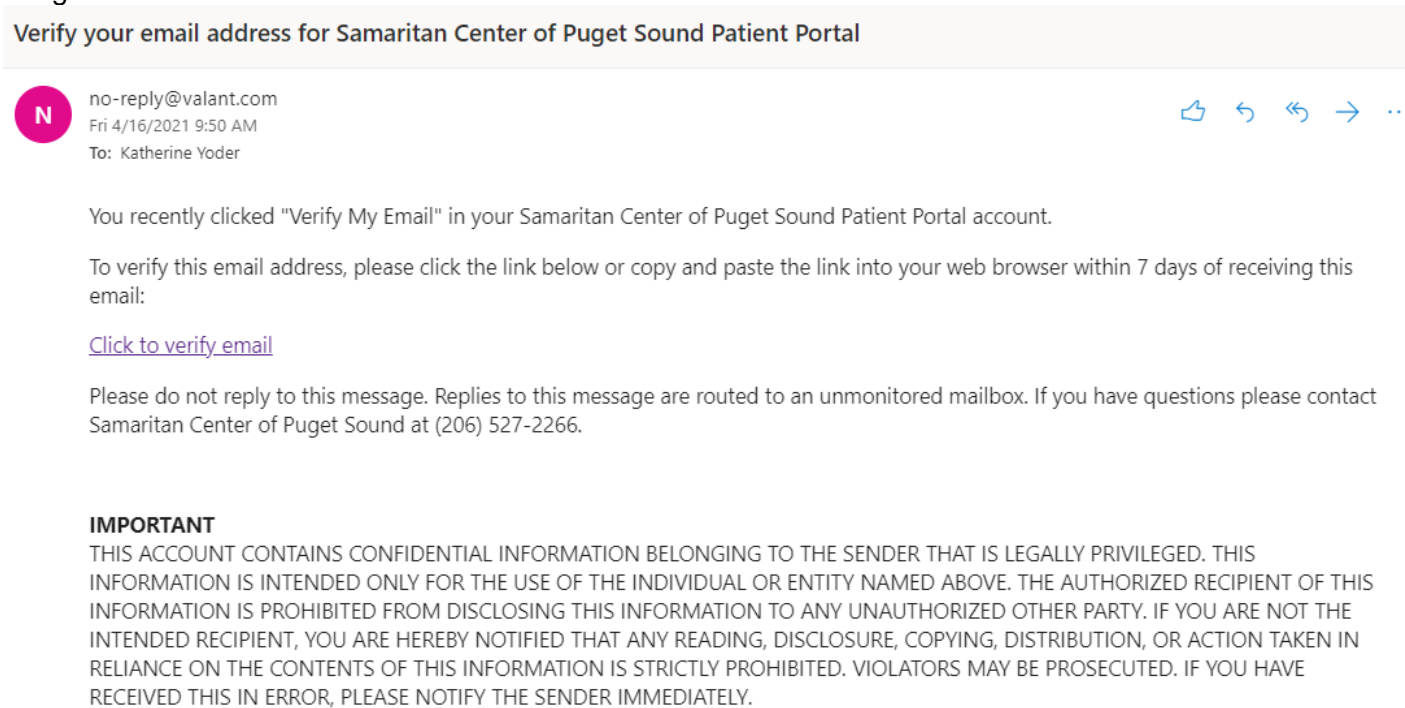 Verify your email address for Samaritan Center of Puget Sound Patient Portal
N
no-reply@valant.com
Fri 4/16/2021 9:50 AM
To: Katherine Yoder
You recently clicked "Verify My Email" in your Samaritan Center of Puget Sound Patient Portal account.
To verify this email address, please click the link below or copy and paste the link into your web browser within 7 days of receiving this
email:
Click to verify email
Please do not reply to this message. Replies to this message are routed to an unmonitored mailbox. If you have questions please contact
Samaritan Center of Puget Sound at (206) 527-2266.
IMPORTANT
THIS ACCOUNT CONTAINS CONFIDENTIAL INFORMATION BELONGING TO THE SENDER THAT IS LEGALLY PRIVILEGED. THIS
INFORMATION IS INTENDED ONLY FOR THE USE OF THE INDIVIDUAL OR ENTITY NAMED ABOVE. THE AUTHORIZED RECIPIENT OF THIS
INFORMATION IS PROHIBITED FROM DISCLOSING THIS INFORMATION TO ANY UNAUTHORIZED OTHER PARTY. IF YOU ARE NOT THE
INTENDED RECIPIENT, YOU ARE HEREBY NOTIFIED THAT ANY READING, DISCLOSURE, COPYING, DISTRIBUTION, OR ACTION TAKEN IN
RELIANCE ON THE CONTENTS OF THIS INFORMATION IS STRICTLY PROHIBITED. VIOLATORS MAY BE PROSECUTED. IF YOU HAVE
RECEIVED THIS IN ERROR, PLEASE NOTIFY THE SENDER IMMEDIATELY.